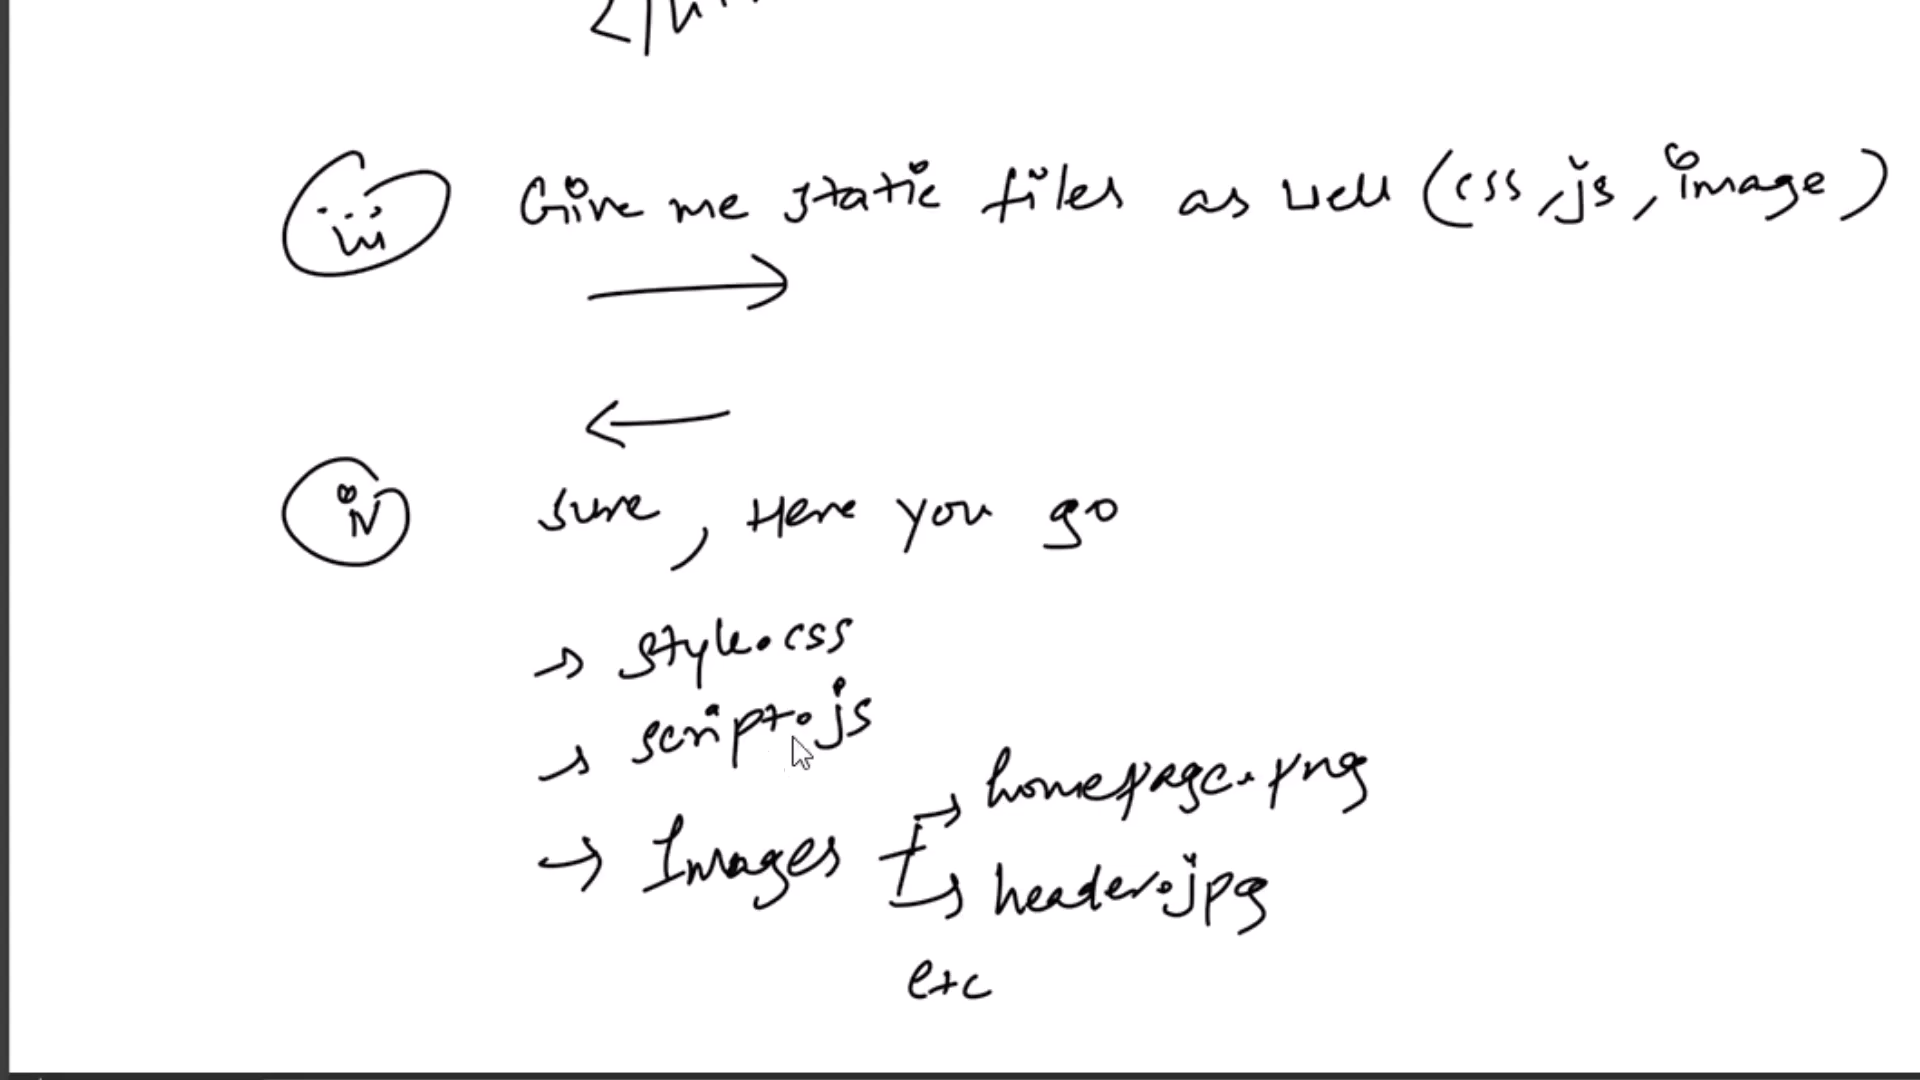 iii Give me static files as well (css, js, image)
iv sure, Here you go
→ style.css
→ script.js
→ Images → homepage.png
→ header.jpg
etc